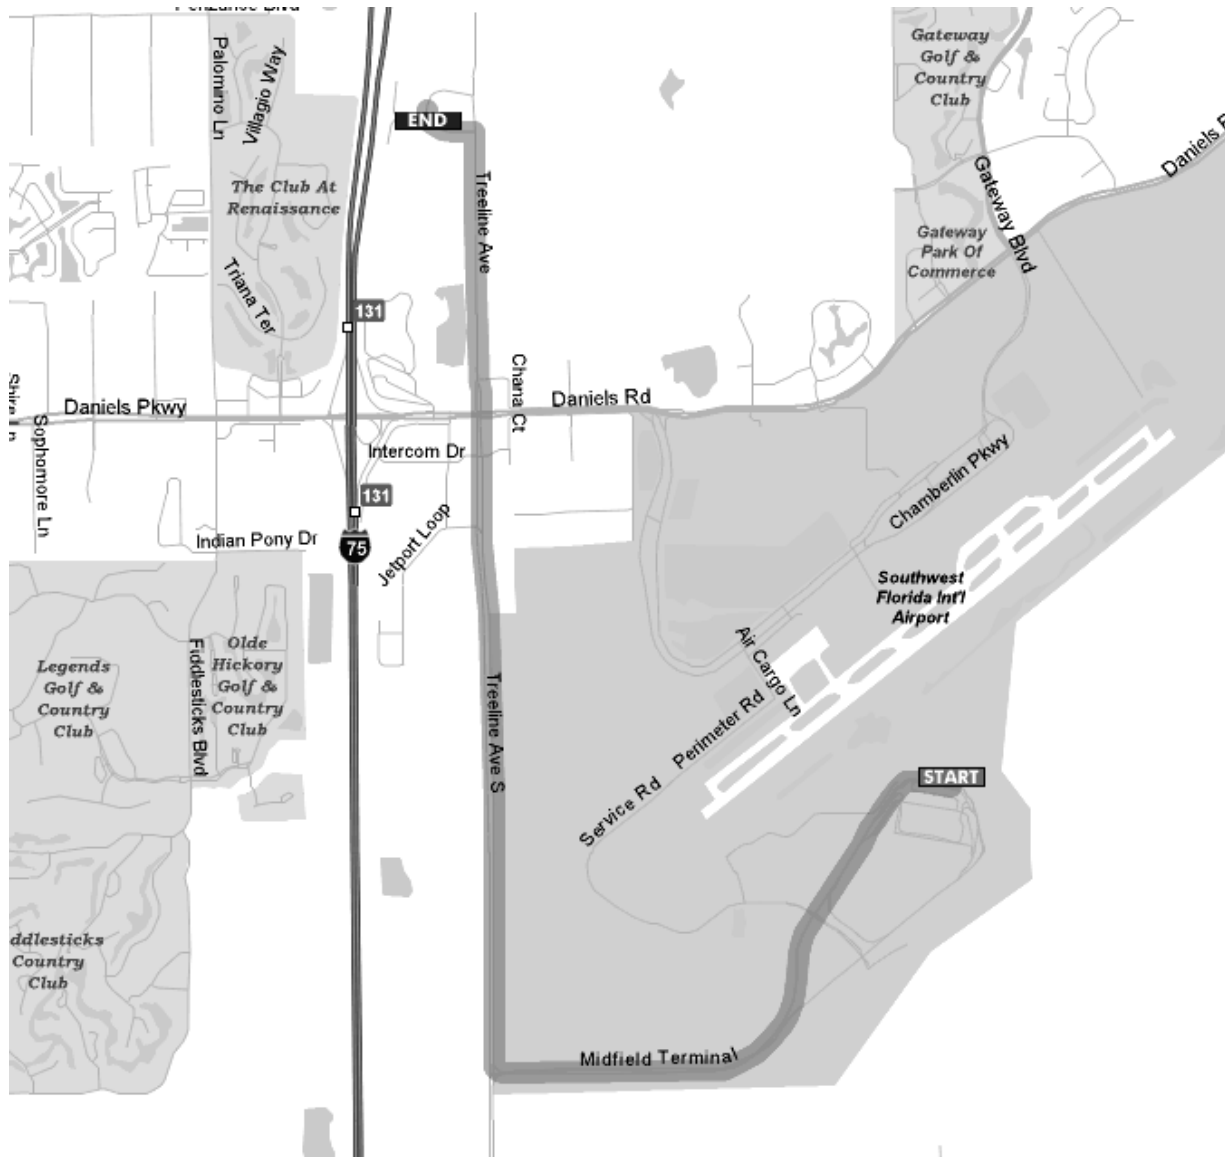 Penzance Blvd
Palomino Ln
Villagio Way
The Club At
Renaissance
Triana Ter
END
Treeline Ave
Gateway
Golf &
Country
Club
Gateway Blvd
Daniels
Gateway
Park Of
Commerce
131
Chana Ct
Daniels Pkwy
Daniels Rd
Sophomore Ln
Intercom Dr
131
75
Indian Pony Dr
Jetport Loop
Chamberlin Pkwy
Southwest
Florida Int'l
Airport
Legends
Golf &
Country
Club
Fiddlesticks Blvd
Olde
Hickory
Golf &
Country
Club
Treeline Ave S
Air Cargo Ln
Perimeter Rd
Service Rd
START
ddlesticks
Country
Club
Midfield Terminal